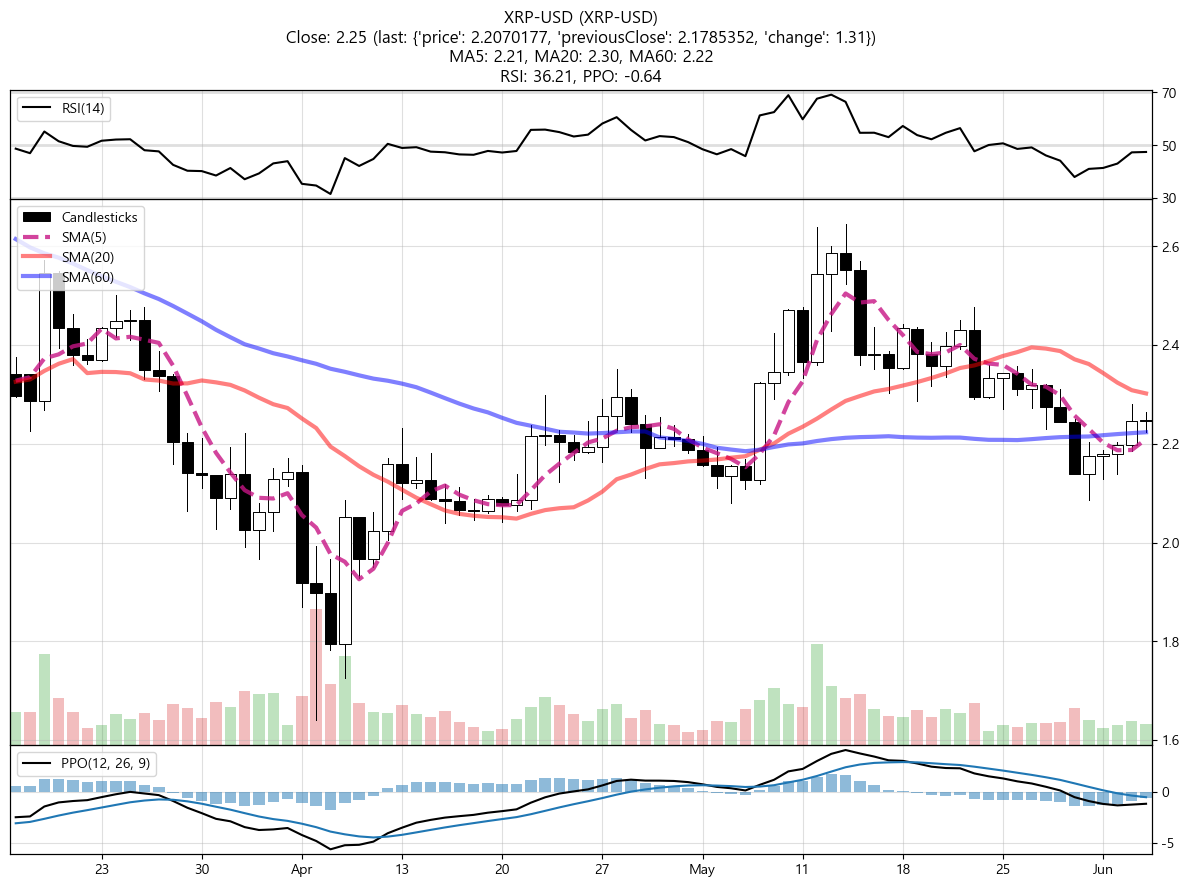 XRP-USD (XRP-USD)
Close: 2.25 (last: {'price': 2.2070177, 'previousClose': 2.1785352, 'change': 1.31})
MA5: 2.21, MA20: 2.30, MA60: 2.22
RSI: 36.21, PPO: -0.64
RSI(14)
70
50
30
Candlesticks
SMA(5)
SMA(20)
SMA(60)
2.6
2.4
2.2
2.0
1.8
1.6
PPO(12, 26, 9)
0
-5
23 30 Apr 13 20 27 May 11 18 25 Jun